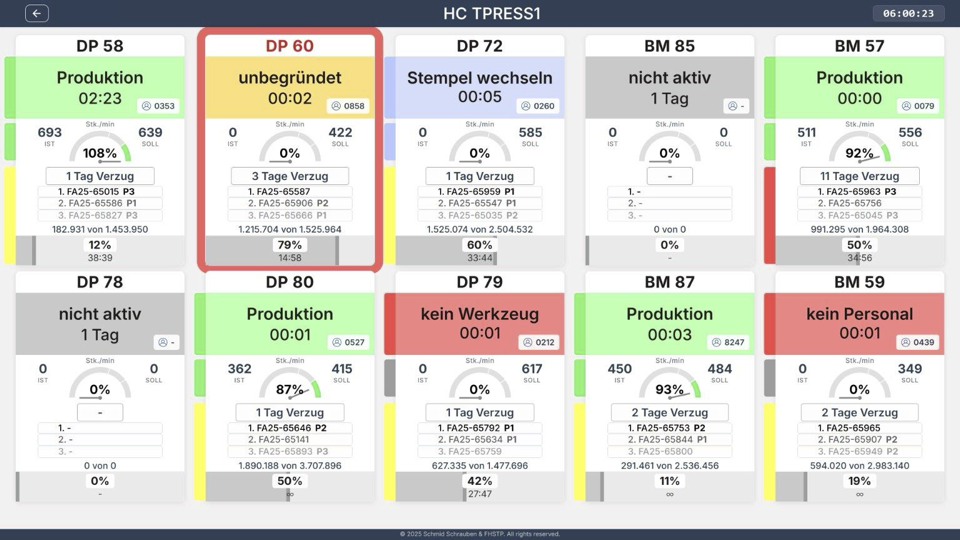 HC TPRESS1
06:00:23
DP 58
Produktion
02:23
0353
Stk./min
693
639
IST
SOLL
108%
1 Tag Verzug
1. FA25-65015 P3
2. FA25-65586 P1
3. FA25-65827 P3
182.931 von 1.453.950
12%
38:39
DP 60
unbegründet
00:02
0858
Stk./min
0
422
IST
SOLL
0%
3 Tage Verzug
1. FA25-65587
2. FA25-65906 P2
3. FA25-65666 P1
1.215.704 von 1.525.964
79%
14:58
DP 72
Stempel wechseln
00:05
0260
Stk./min
0
585
IST
SOLL
0%
1 Tag Verzug
1. FA25-65959 P1
2. FA25-65547 P1
3. FA25-65035 P2
1.525.074 von 2.504.532
60%
33:44
BM 85
nicht aktiv
1 Tag
-
Stk./min
0
0
IST
SOLL
0%
-
1. -
2. -
3. -
0 von 0
0%
-
BM 57
Produktion
00:00
0079
Stk./min
511
556
IST
SOLL
92%
11 Tage Verzug
1. FA25-65963 P3
2. FA25-65756
3. FA25-65045 P3
991.295 von 1.964.308
50%
34:56
DP 78
nicht aktiv
1 Tag
-
Stk./min
0
0
IST
SOLL
0%
-
1. -
2. -
3. -
0 von 0
0%
-
DP 80
Produktion
00:01
0527
Stk./min
362
415
IST
SOLL
87%
1 Tag Verzug
1. FA25-65646 P2
2. FA25-65141
3. FA25-65893 P3
1.890.188 von 3.707.896
50%
∞
DP 79
kein Werkzeug
00:01
0212
Stk./min
0
617
IST
SOLL
0%
1 Tag Verzug
1. FA25-65792 P1
2. FA25-65634 P1
3. FA25-65759
627.335 von 1.477.696
42%
27:47
BM 87
Produktion
00:03
8247
Stk./min
450
484
IST
SOLL
93%
2 Tage Verzug
1. FA25-65753 P2
2. FA25-65844 P1
3. FA25-65800
291.461 von 2.536.456
11%
∞
BM 59
kein Personal
00:01
0439
Stk./min
0
349
IST
SOLL
0%
2 Tage Verzug
1. FA25-65965
2. FA25-65907 P2
3. FA25-65949 P2
594.020 von 2.983.140
19%
∞
© 2025 Schmid Schrauben & FHSTP. All rights reserved.